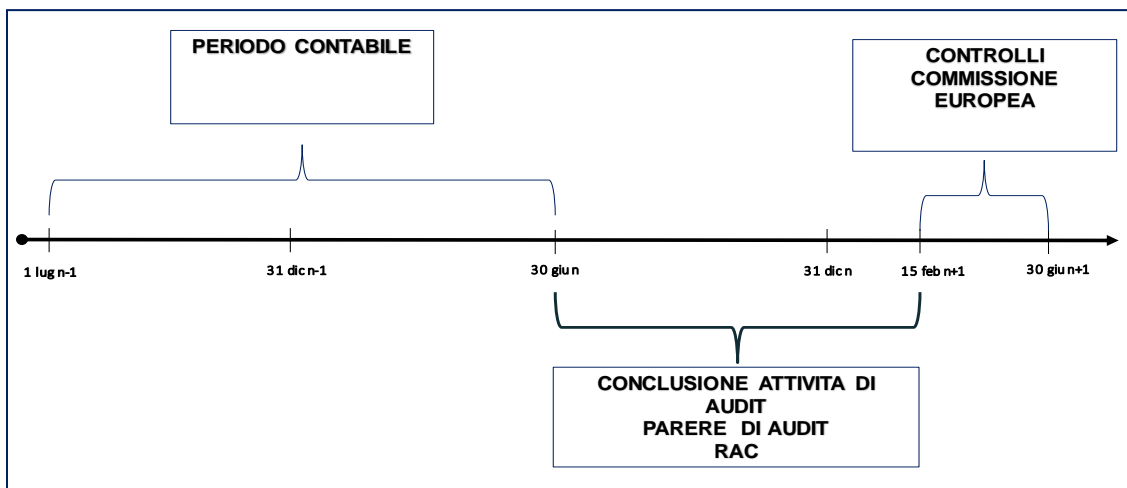 PERIODO CONTABILE
CONTROLLI
COMMISSIONE
EUROPEA
1 lug n-1
31 dic n-1
30 giu n
31 dic n
15 feb n+1
30 giu n+1
CONCLUSIONE ATTIVITA DI
AUDIT
PARERE DI AUDIT
RAC